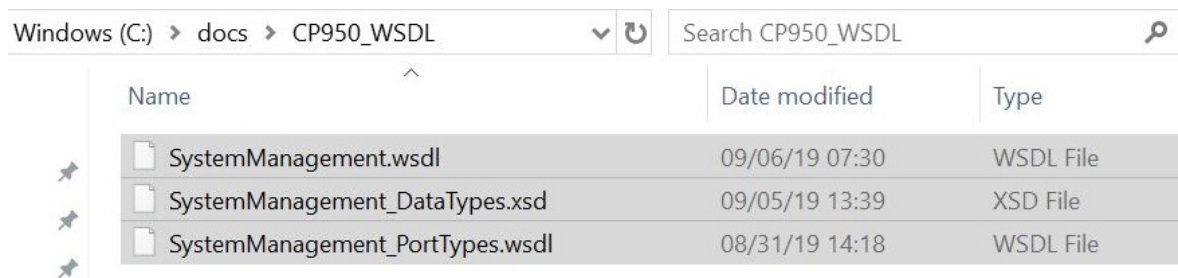 Windows (C:) > docs > CP950_WSDL Search CP950_WSDL
Name Date modified Type
SystemManagement.wsdl 09/06/19 07:30 WSDL File
SystemManagement_DataTypes.xsd 09/05/19 13:39 XSD File
SystemManagement_PortTypes.wsdl 08/31/19 14:18 WSDL File